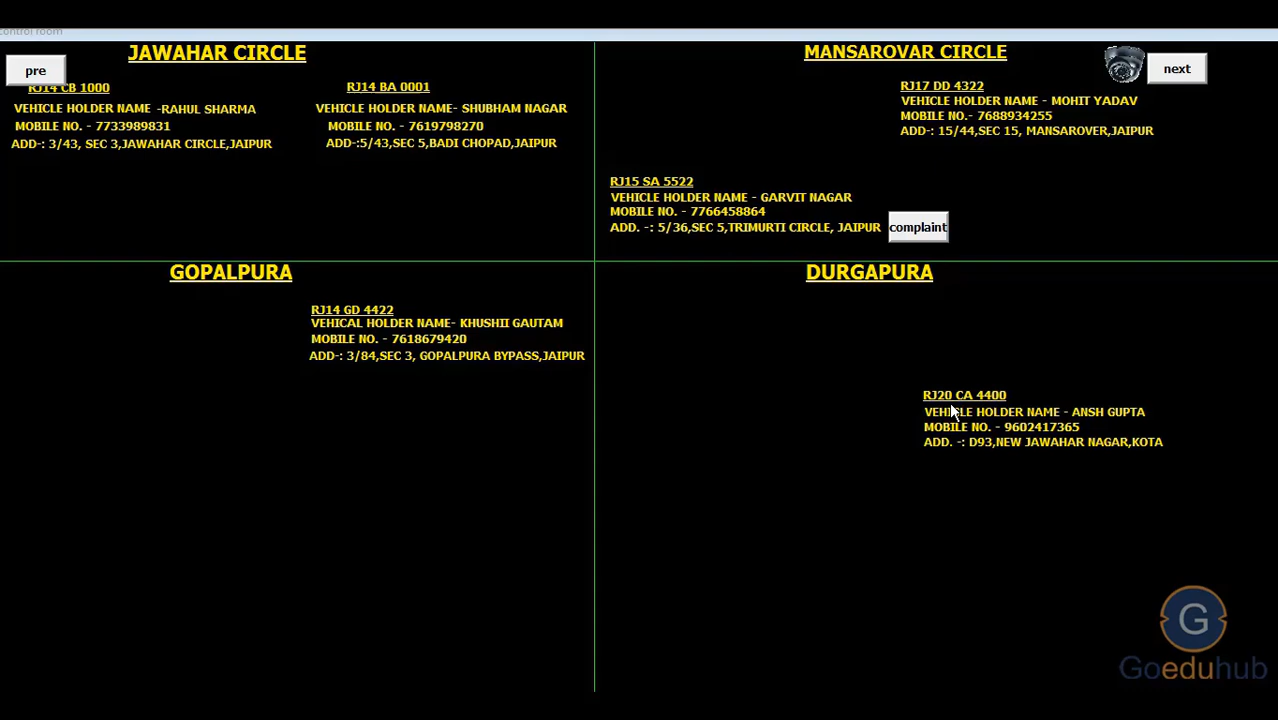 control room
JAWAHAR CIRCLE
pre
RJ14 CB 1000
VEHICLE HOLDER NAME -RAHUL SHARMA
MOBILE NO. - 7733989831
ADD-: 3/43, SEC 3,JAWAHAR CIRCLE,JAIPUR
RJ14 BA 0001
VEHICLE HOLDER NAME- SHUBHAM NAGAR
MOBILE NO. - 7619798270
ADD-:5/43,SEC 5,BADI CHOPAD,JAIPUR
MANSAROVAR CIRCLE
next
RJ17 DD 4322
VEHICLE HOLDER NAME - MOHIT YADAV
MOBILE NO.- 7688934255
ADD-: 15/44,SEC 15, MANSAROVER,JAIPUR
RJ15 SA 5522
VEHICLE HOLDER NAME - GARVIT NAGAR
MOBILE NO. - 7766458864
ADD. -: 5/36,SEC 5,TRIMURTI CIRCLE, JAIPUR
complaint
GOPALPURA
RJ14 GD 4422
VEHICAL HOLDER NAME- KHUSHII GAUTAM
MOBILE NO. - 7618679420
ADD-: 3/84,SEC 3, GOPALPURA BYPASS,JAIPUR
DURGAPURA
RJ20 CA 4400
VEHICLE HOLDER NAME - ANSH GUPTA
MOBILE NO. - 9602417365
ADD. -: D93,NEW JAWAHAR NAGAR,KOTA
G
Goeduhub